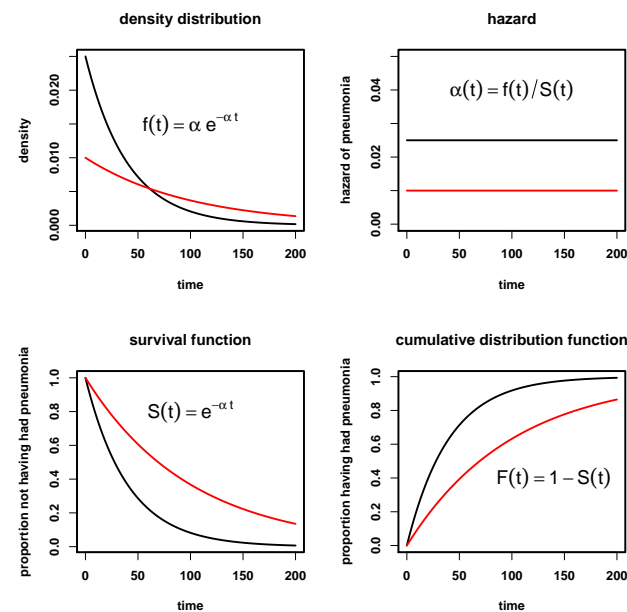 density distribution
density
0.000 0.010 0.020
f(t) = α e^{-α t}
0 50 100 150 200
time
hazard
hazard of pneumonia
0.00 0.02 0.04
α(t) = f(t)/S(t)
0 50 100 150 200
time
survival function
proportion not having had pneumonia
0.0 0.2 0.4 0.6 0.8 1.0
S(t) = e^{-α t}
0 50 100 150 200
time
cumulative distribution function
proportion having had pneumonia
0.0 0.2 0.4 0.6 0.8 1.0
F(t) = 1 − S(t)
0 50 100 150 200
time